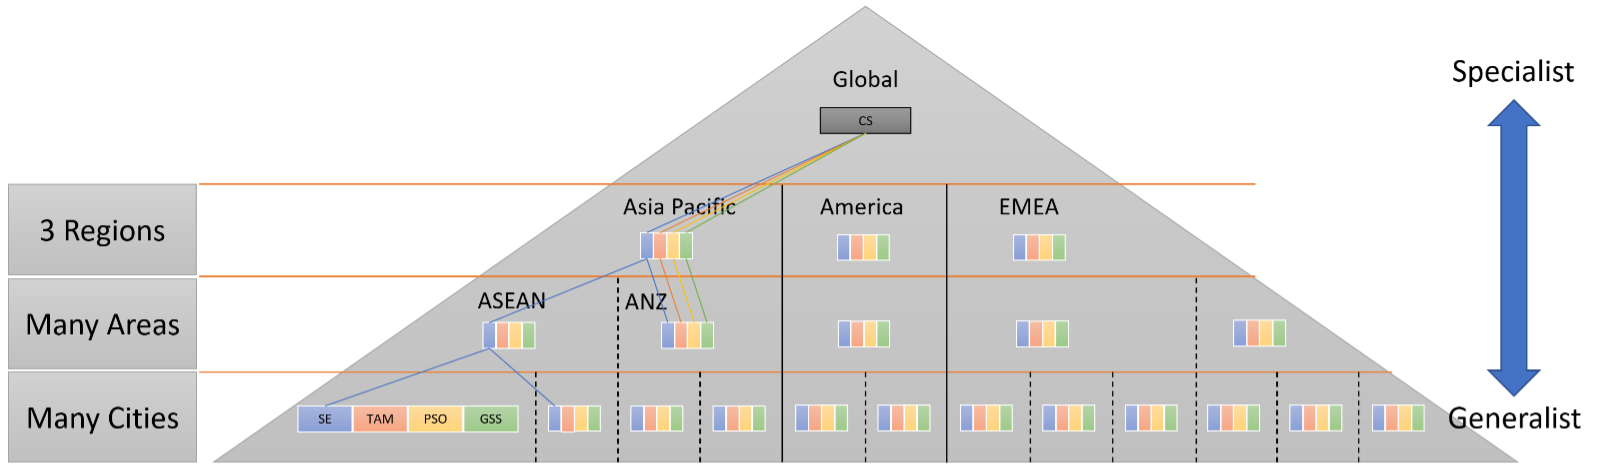 Global
Specialist
CS
3 Regions
Asia Pacific
America
EMEA
Many Areas
ASEAN
ANZ
Many Cities
SE
TAM
PSO
GSS
Generalist